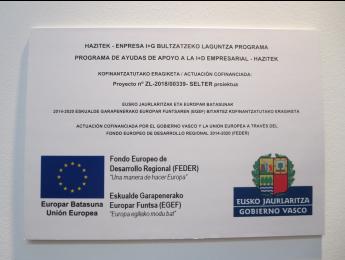 HAZITEK - ENPRESA I+G BULTZATZEKO LAGUNTZA PROGRAMA
PROGRAMA DE AYUDAS DE APOYO A LA I+D EMPRESARIAL - HAZITEK
KOFINANTZATUTAKO ERAGIKETA / ACTUACIÓN COFINANCIADA:
Proyecto nº ZL-2018/00339- SELTER proiektua
EUSKO JAURLARITZAK ETA EUROPAR BATASUNAK
2014-2020 ESKUALDE GARAPENERAKO EUROPAR FUNTSAREN (EGEF) BITARTEZ KOFINANTZATUTAKO ERAGIKETA
ACTUACIÓN COFINANCIADA POR EL GOBIERNO VASCO Y LA UNION EUROPEA A TRAVÉS DEL
FONDO EUROPEO DE DESARROLLO REGIONAL 2014-2020 (FEDER)
Fondo Europeo de
Desarrollo Regional (FEDER)
"Una manera de hacer Europa"
Eskualde Garapenerako
Europar Funtsa (EGEF)
"Europa egiteko modu bat"
Europar Batasuna
Unión Europea
EUSKO JAURLARITZA
GOBIERNO VASCO